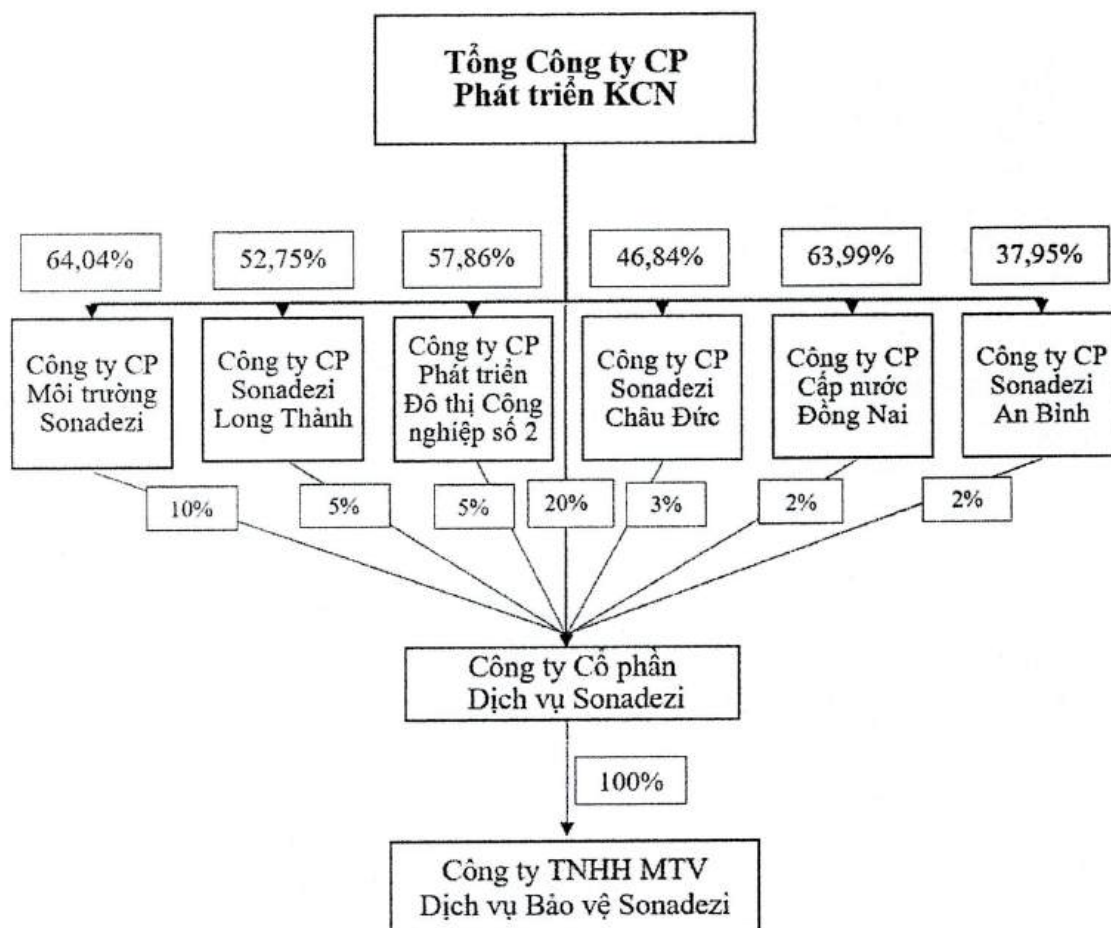 Tổng Công ty CP
Phát triển KCN
64,04%
52,75%
57,86%
46,84%
63,99%
37,95%
Công ty CP
Môi trường
Sonadezi
Công ty CP
Sonadezi
Long Thành
Công ty CP
Phát triển
Đô thị Công
nghiệp số 2
Công ty CP
Sonadezi
Châu Đức
Công ty CP
Cấp nước
Đồng Nai
Công ty CP
Sonadezi
An Bình
10%
5%
5%
20%
3%
2%
2%
Công ty Cổ phần
Dịch vụ Sonadezi
100%
Công ty TNHH MTV
Dịch vụ Bảo vệ Sonadezi